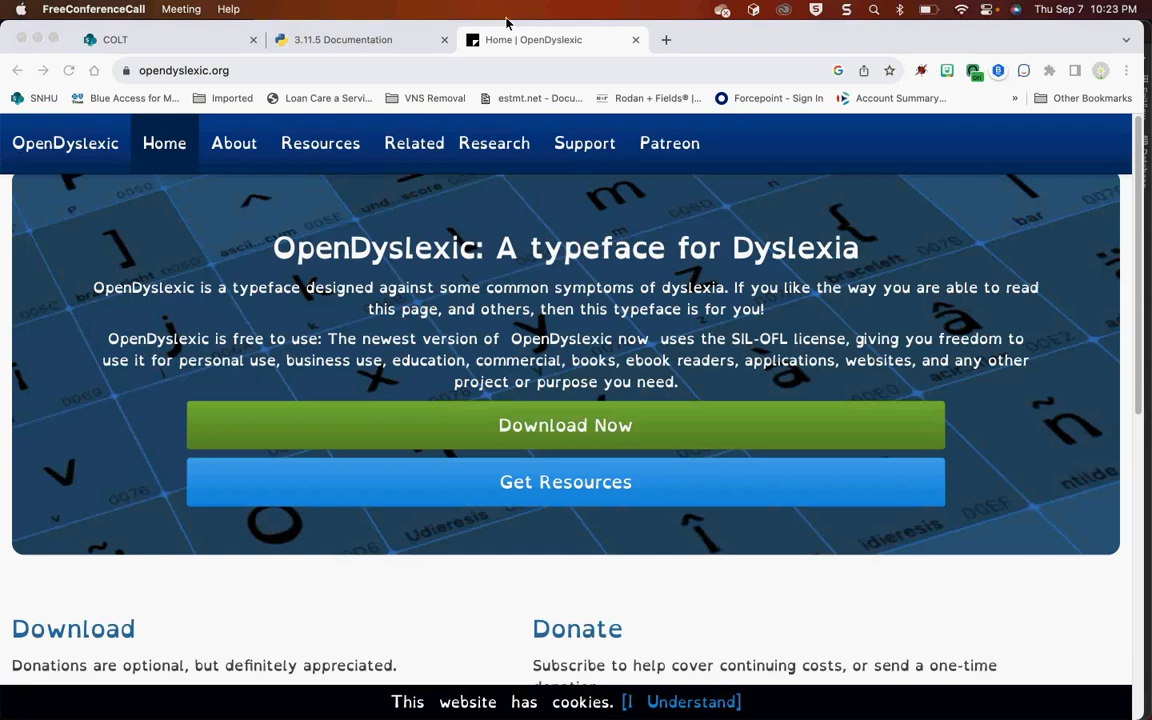 FreeConferenceCall Meeting Help Thu Sep 7 10:23 PM
COLT 3.11.5 Documentation Home | OpenDyslexic
opendyslexic.org
SNHU Blue Access for M... Imported Loan Care a Servi... VNS Removal estmt.net - Docu... Rodan + Fields® |... Forcepoint - Sign In Account Summary... » Other Bookmarks
OpenDyslexic Home About Resources Related Research Support Patreon
OpenDyslexic: A typeface for Dyslexia
OpenDyslexic is a typeface designed against some common symptoms of dyslexia. If you like the way you are able to read
this page, and others, then this typeface is for you!
OpenDyslexic is free to use: The newest version of OpenDyslexic now uses the SIL-OFL license, giving you freedom to
use it for personal use, business use, education, commercial, books, ebook readers, applications, websites, and any other
project or purpose you need.
Download Now
Get Resources
Udieresis
idieresis
ntilde
bar
braceleft
Download Donate
Donations are optional, but definitely appreciated. Subscribe to help cover continuing costs, or send a one-time
This website has cookies. [I Understand]